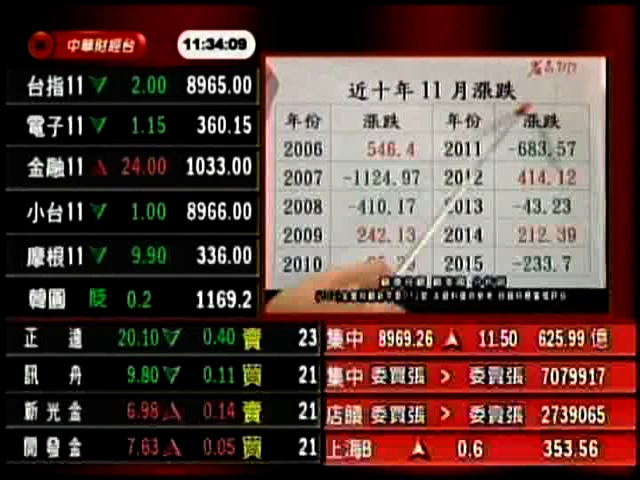 中華財經台 11:34:09
台指11 2.00 8965.00
電子11 1.15 360.15
金融11 24.00 1033.00
小台11 1.00 8966.00
摩根11 9.90 336.00
韓圓 貶 0.2 1169.2
近十年11月漲跌
年份 漲跌 年份 漲跌
2006 546.4 2011 -683.57
2007 -1124.97 2012 414.12
2008 -410.17 2013 -43.23
2009 242.13 2014 212.39
2010 2015 -233.7
正達 20.10 0.40 賣 23
訊舟 9.80 0.11 買 21
新光金 6.98 0.14 賣 21
開發金 7.63 0.05 買 21
集中 8969.26 11.50 625.99 億
集中 委買張 > 委賣張 7079917
店頭 委買張 > 委賣張 2739065
上海B 0.6 353.56